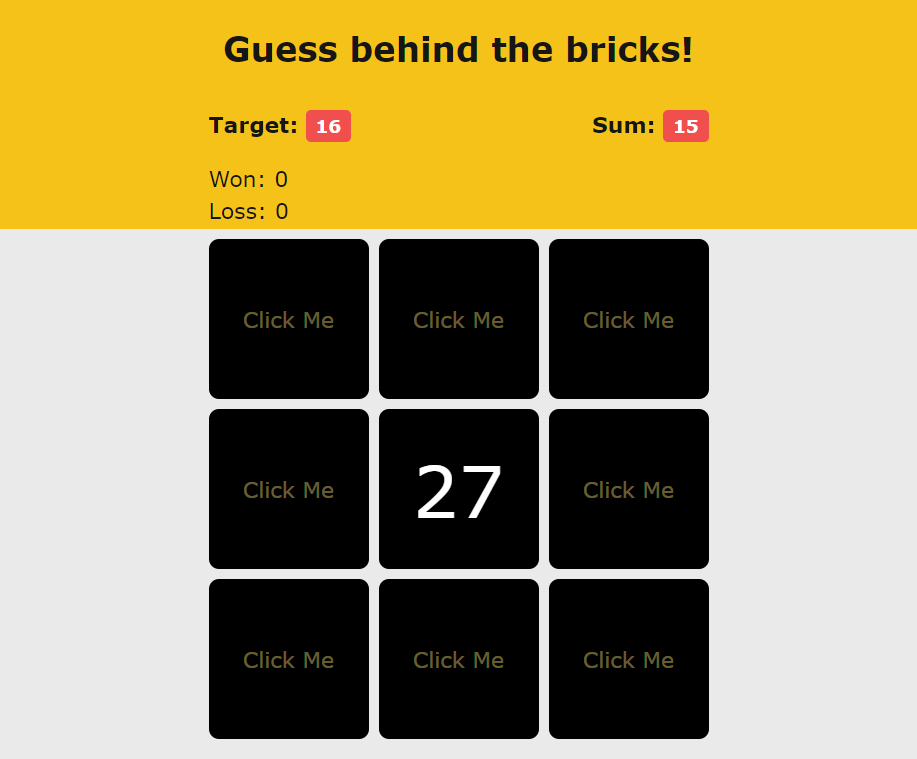 Guess behind the bricks!
Target: 16 Sum: 15
Won: 0
Loss: 0
Click Me Click Me Click Me
Click Me 27 Click Me
Click Me Click Me Click Me